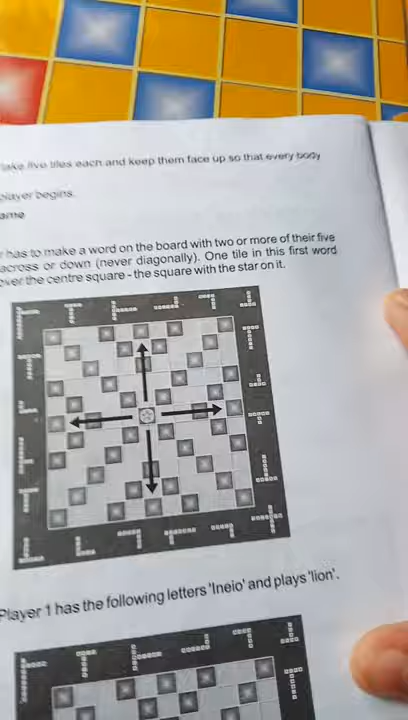 take five tiles each and keep them face up so that every body
player begins.
ame
r has to make a word on the board with two or more of their five
across or down (never diagonally). One tile in this first word
over the centre square - the square with the star on it.
Player 1 has the following letters 'Ineio' and plays 'lion'.